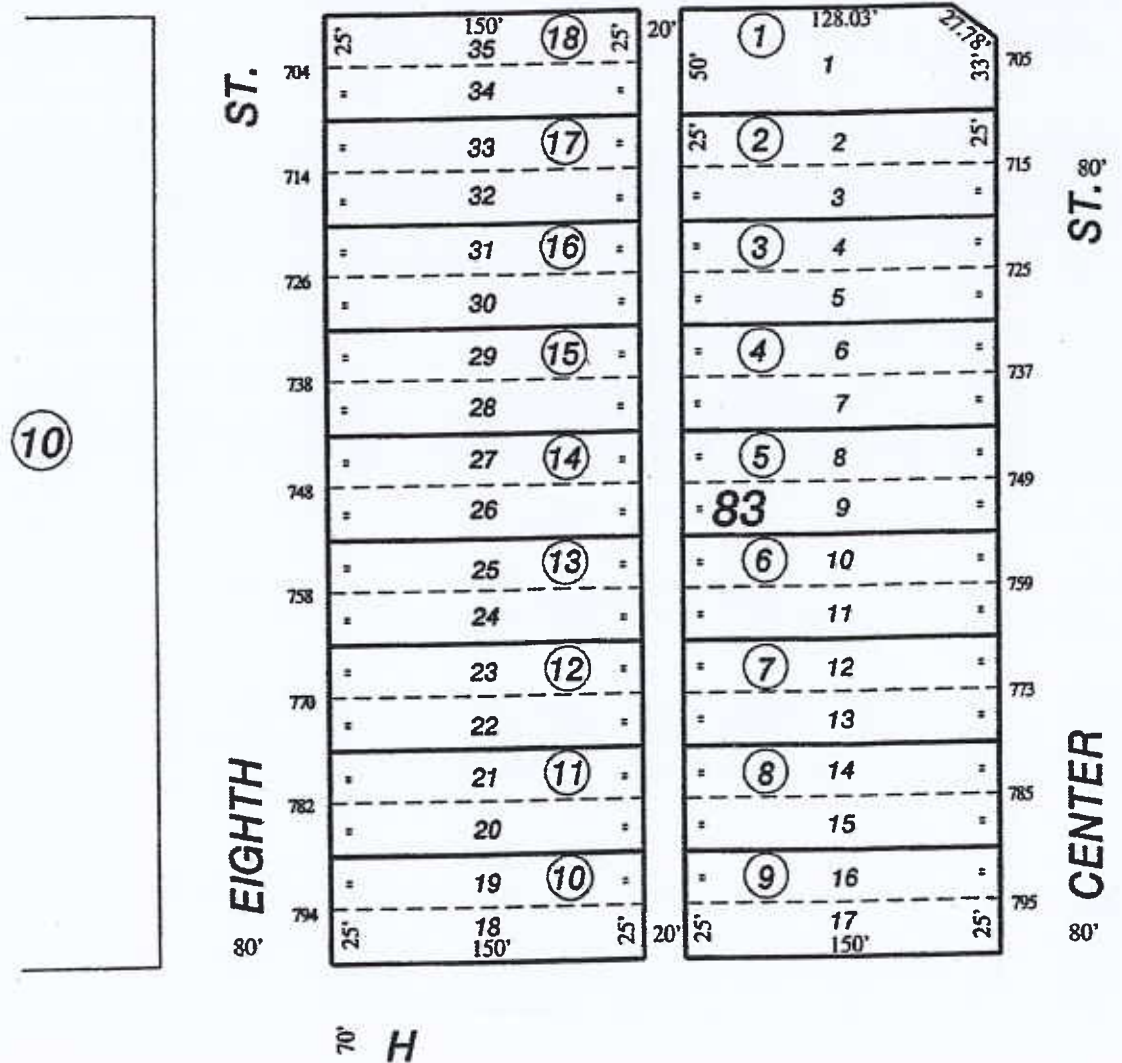 150' 20' 128.03' 27.78'
25' 35 (18) 25' (1) 50' 1 33' 705
704
ST. " 34 "
" 33 (17) " 25' (2) 2 25'
714 715 80'
" 32 " " 3 " ST.
" 31 (16) " " (3) 4 "
726 725
" 30 " " 5 "
" 29 (15) " " (4) 6 "
738 737
" 28 " " 7 "
(10) " 27 (14) " " (5) 8 "
748 749
" 26 " " 83 9 "
" 25 (13) " " (6) 10 "
758 759
" 24 " " 11 "
" 23 (12) " " (7) 12 "
770 773
" 22 " " 13 "
" 21 (11) " " (8) 14 "
782 785
EIGHTH " 20 " " 15 " CENTER
" 19 (10) " " (9) 16 "
794 795
80' 25' 18 25' 20' 25' 17 25' 80'
150' 150'
70' H